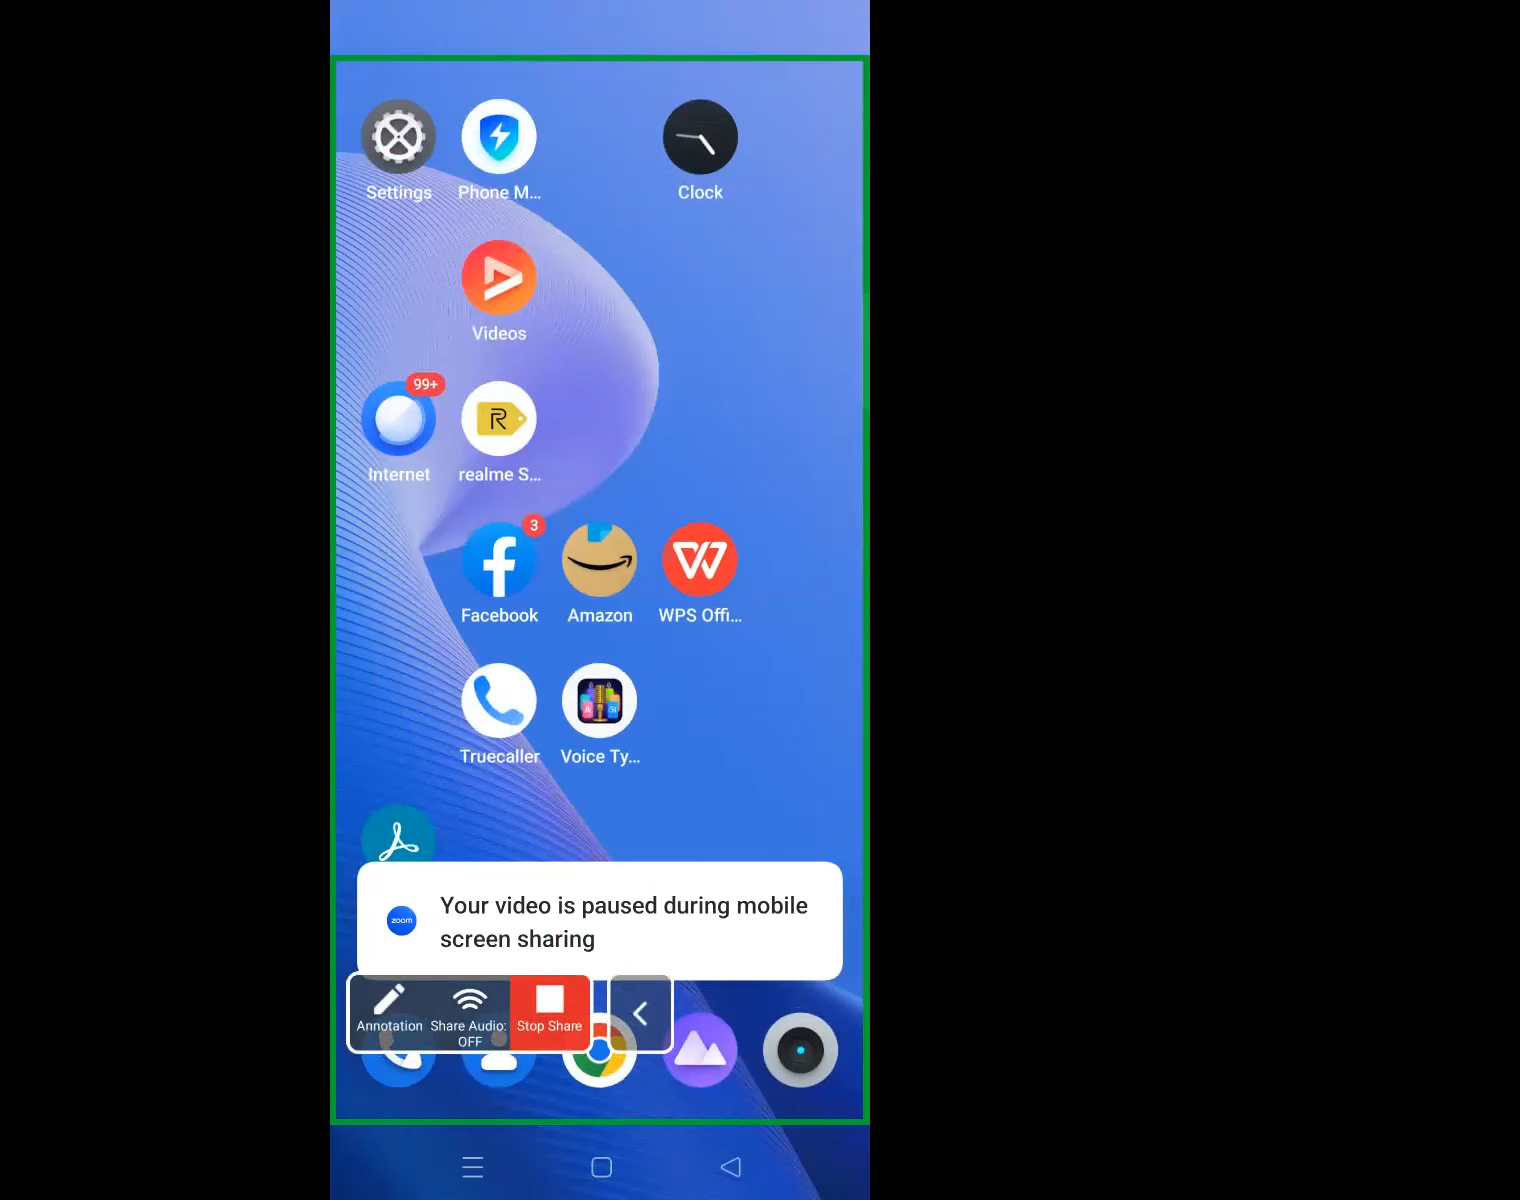 Settings
Phone M...
Clock
Videos
99+
Internet
R
realme S...
3
Facebook
Amazon
WPS Offi...
Truecaller
Voice Ty...
zoom
Your video is paused during mobile
screen sharing
Annotation
Share Audio:
OFF
Stop Share